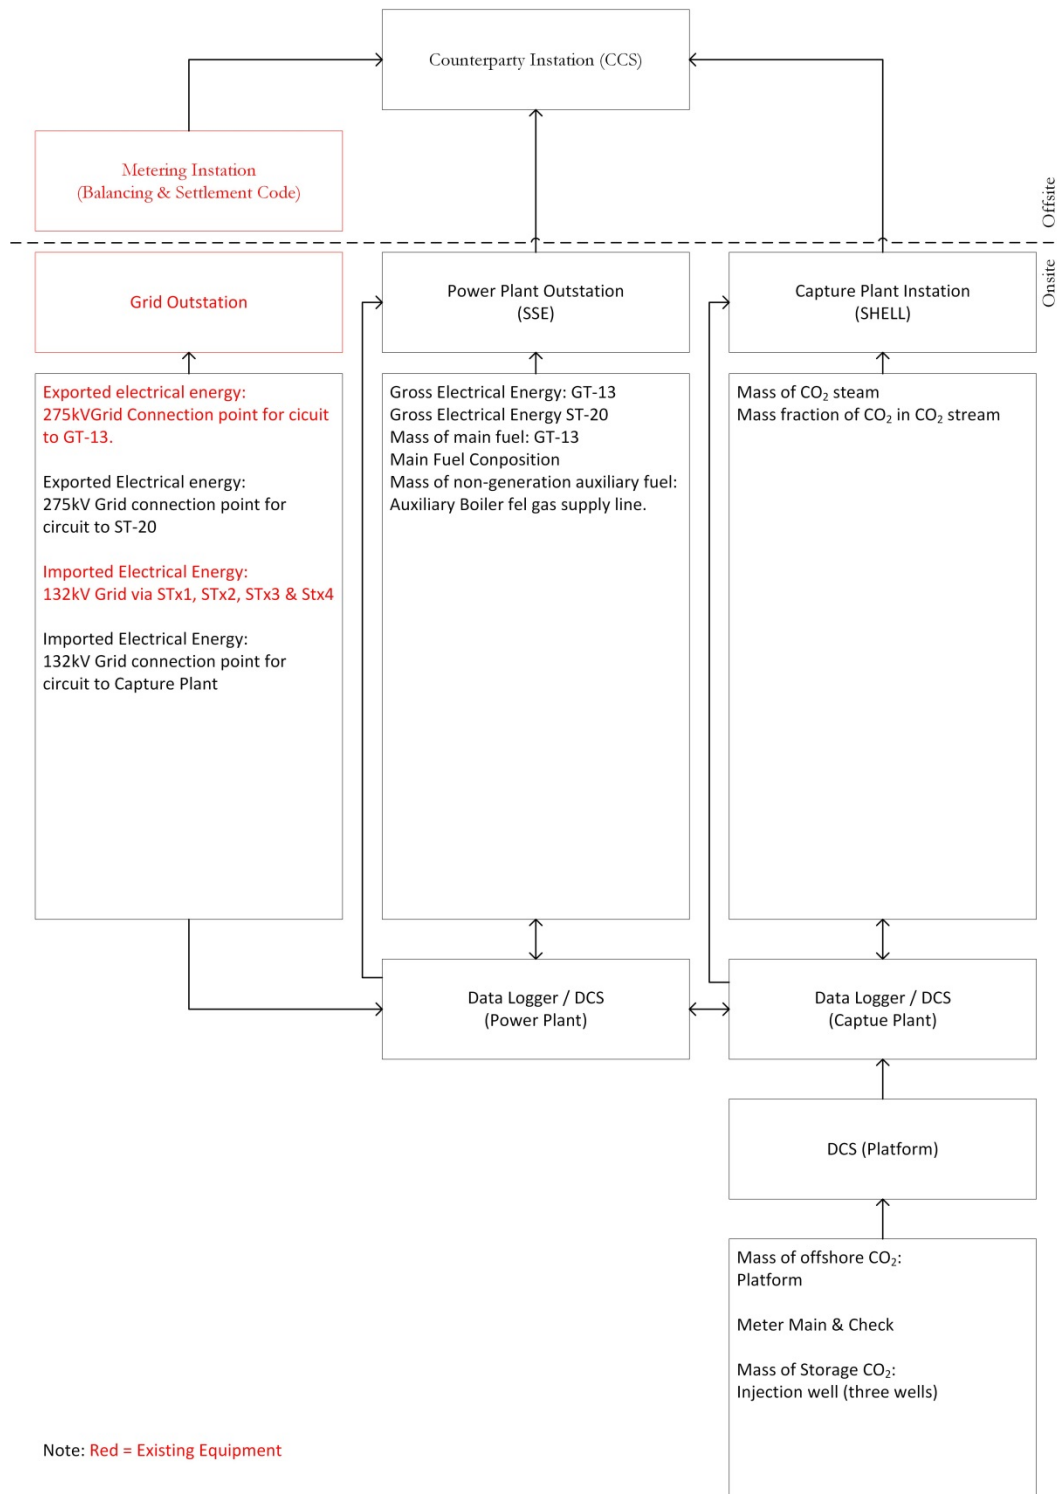 Counterparty Instation (CCS)
Metering Instation
(Balancing & Settlement Code)
Offsite
Onsite
Grid Outstation
Power Plant Outstation
(SSE)
Capture Plant Instation
(SHELL)
Exported electrical energy:
275kVGrid Connection point for cicuit
to GT-13.
Exported Electrical energy:
275kV Grid connection point for
circuit to ST-20
Imported Electrical Energy:
132kV Grid via STx1, STx2, STx3 & Stx4
Imported Electrical Energy:
132kV Grid connection point for
circuit to Capture Plant
Gross Electrical Energy: GT-13
Gross Electrical Energy ST-20
Mass of main fuel: GT-13
Main Fuel Conposition
Mass of non-generation auxiliary fuel:
Auxiliary Boiler fel gas supply line.
Mass of CO₂ steam
Mass fraction of CO₂ in CO₂ stream
Data Logger / DCS
(Power Plant)
Data Logger / DCS
(Captue Plant)
DCS (Platform)
Mass of offshore CO₂:
Platform
Meter Main & Check
Mass of Storage CO₂:
Injection well (three wells)
Note: Red = Existing Equipment